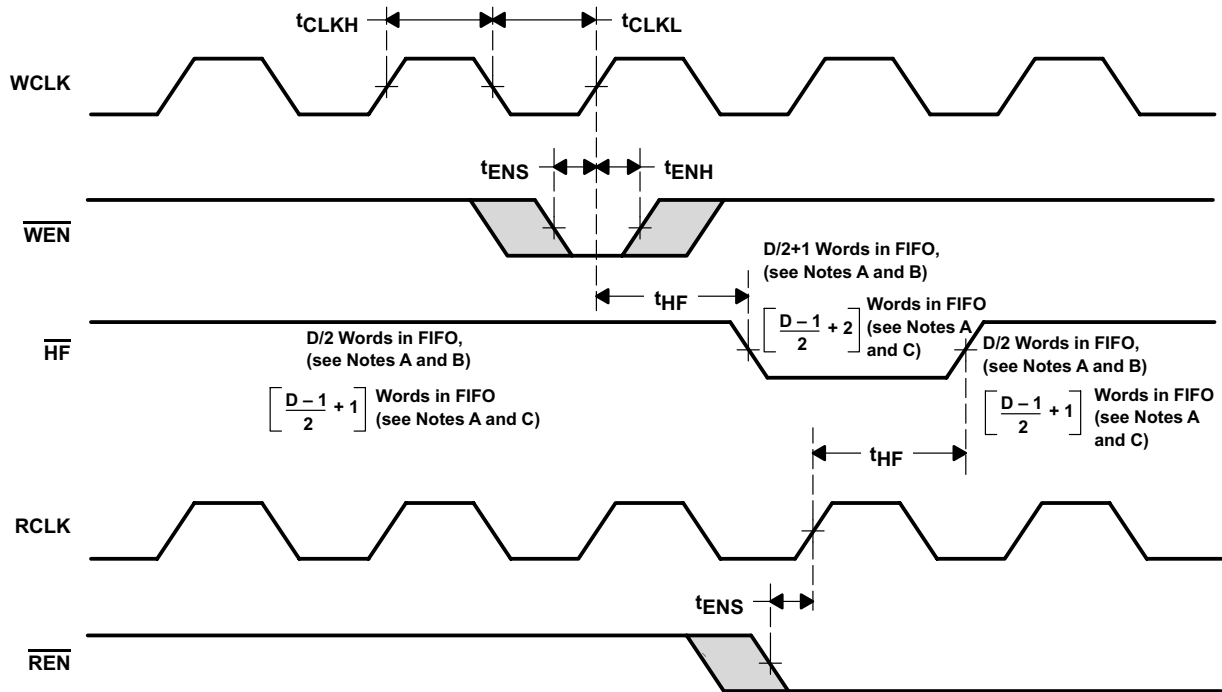 tCLKH
tCLKL
WCLK
tENS
tENH
WEN
D/2+1 Words in FIFO,
(see Notes A and B)
tHF
[ D – 1 / 2 + 2 ] Words in FIFO
(see Notes A
and C)
HF
D/2 Words in FIFO,
(see Notes A and B)
[ D – 1 / 2 + 1 ] Words in FIFO
(see Notes A and C)
D/2 Words in FIFO,
(see Notes A and B)
[ D – 1 / 2 + 1 ] Words in FIFO
(see Notes A
and C)
tHF
RCLK
tENS
REN